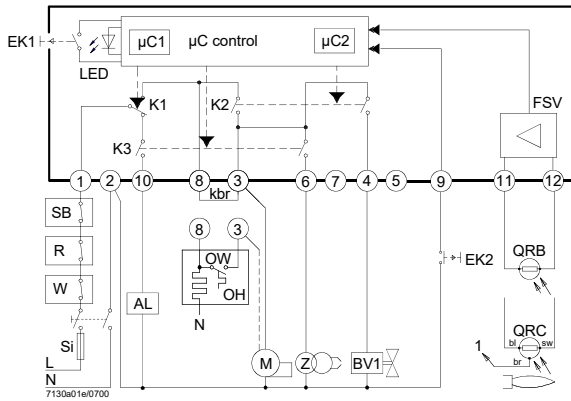 EK1
LED
µC1
µC control
µC2
K1
K2
K3
FSV
1
2
10
8
3
6
7
4
5
9
11
12
kbr
SB
R
W
Si
L
N
7130a01e/0700
AL
8
3
OW
OH
N
M
Z
BV1
EK2
QRB
QRC
1
bl
sw
br